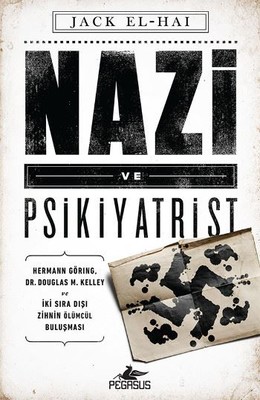 JACK EL-HAI
NAZİ
VE
PSİKİYATRİST
HERMANN GÖRING,
DR. DOUGLAS M. KELLEY
ve
İKİ SIRA DIŞI
ZİHNİN ÖLÜMCÜL
BULUŞMASI
PEGASUS